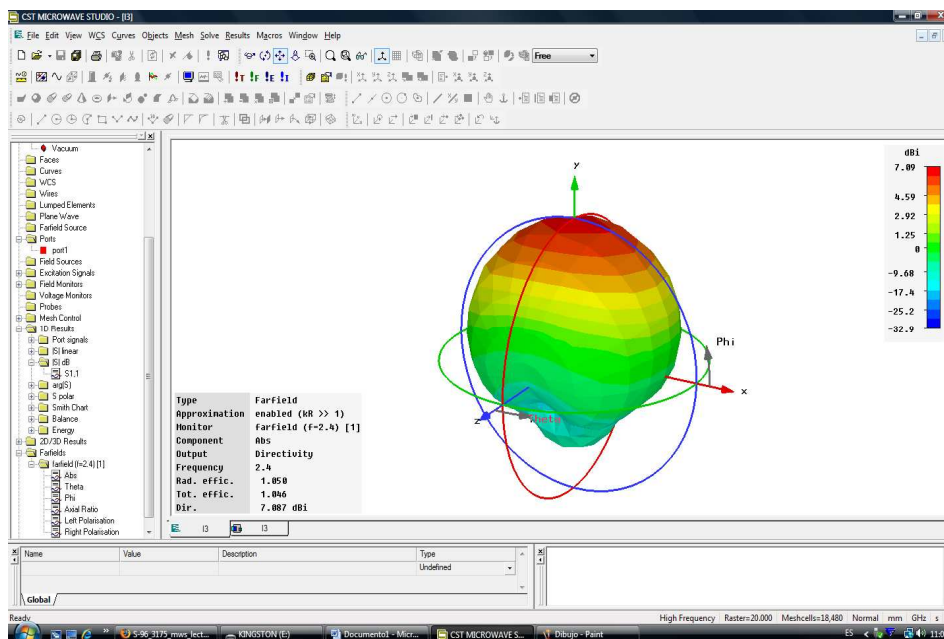 CST MICROWAVE STUDIO - [I3]
File Edit View WCS Curves Objects Mesh Solve Results Macros Window Help
Free
Vacuum
Faces
Curves
WCS
Wires
Lumped Elements
Plane Wave
Farfield Source
Ports
port1
Field Sources
Excitation Signals
Field Monitors
Voltage Monitors
Probes
Mesh Control
1D Results
Port signals
|S| linear
|S| dB
S1,1
arg(S)
S polar
Smith Chart
Balance
Energy
2D/3D Results
Farfields
farfield (f=2.4) [1]
Abs
Theta
Phi
Axial Ratio
Left Polarisation
Right Polarisation
y
Phi
x
z
Theta
dBi
7.09
4.59
2.92
1.25
0
-9.68
-17.4
-25.2
-32.9
Type Farfield
Approximation enabled (kR >> 1)
Monitor farfield (f=2.4) [1]
Component Abs
Output Directivity
Frequency 2.4
Rad. effic. 1.050
Tot. effic. 1.046
Dir. 7.087 dBi
I3 I3
Name Value Description Type
Undefined
Global
Ready High Frequency Raster=20.000 Meshcells=18,480 Normal mm GHz s
S-96_3175_mws_lect... KINGSTON (E:) Documento1 - Micr... CST MICROWAVE S... Dibujo - Paint ES